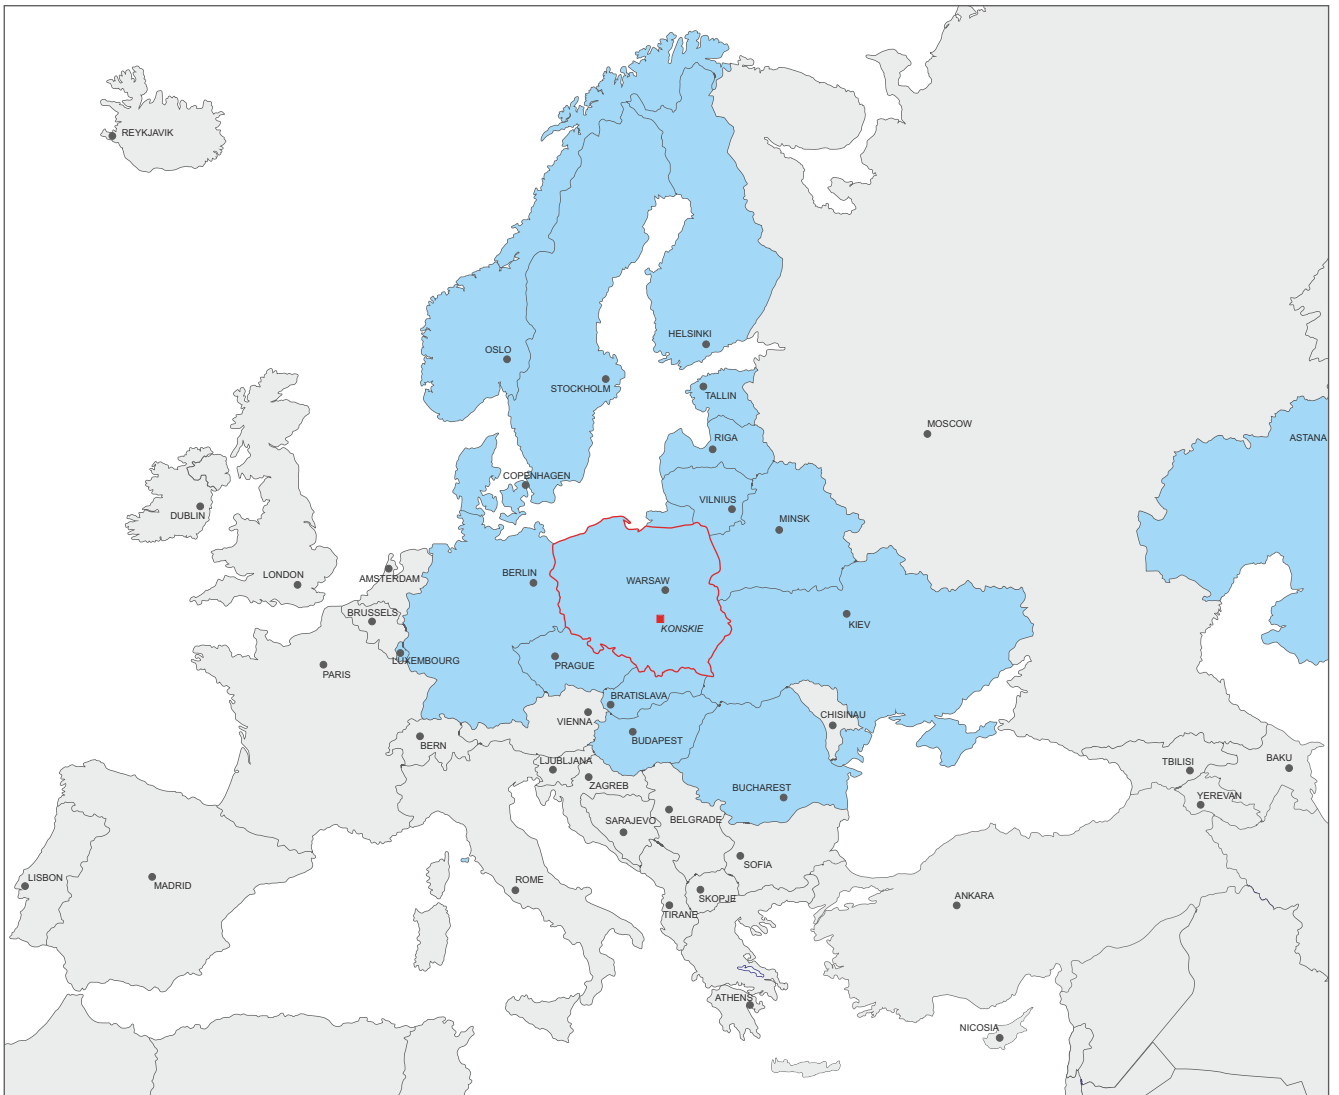 REYKJAVIK
HELSINKI
OSLO
STOCKHOLM
TALLIN
MOSCOW
RIGA
ASTANA
COPENHAGEN
VILNIUS
DUBLIN
MINSK
LONDON
AMSTERDAM
BERLIN
WARSAW
BRUSSELS
KIEV
KONSKIE
LUXEMBOURG
PRAGUE
PARIS
BRATISLAVA
CHISINAU
VIENNA
BERN
BUDAPEST
LJUBLJANA
TBILISI
BAKU
ZAGREB
BUCHAREST
YEREVAN
SARAJEVO
BELGRADE
SOFIA
LISBON
MADRID
ROME
SKOPJE
ANKARA
TIRANE
ATHENS
NICOSIA